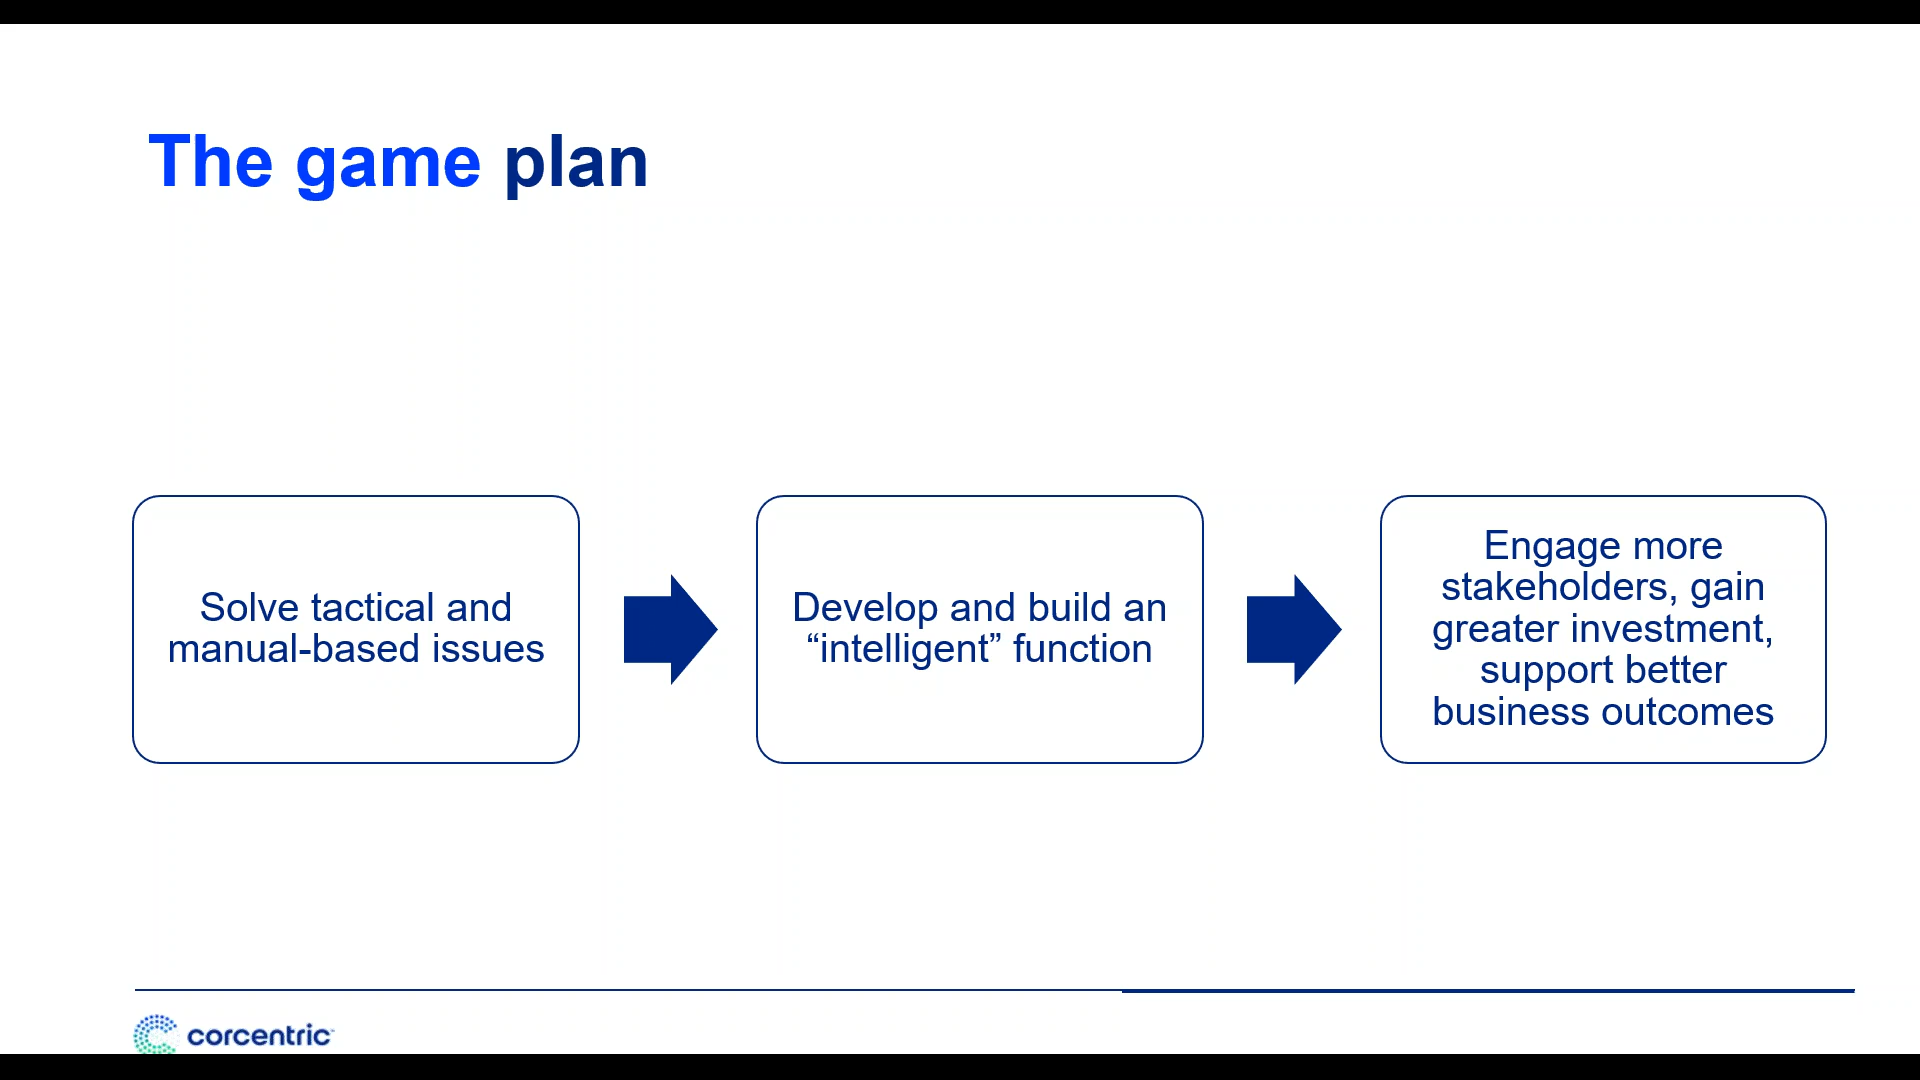 The game plan
Solve tactical and
manual-based issues
Develop and build an
“intelligent” function
Engage more
stakeholders, gain
greater investment,
support better
business outcomes
corcentric